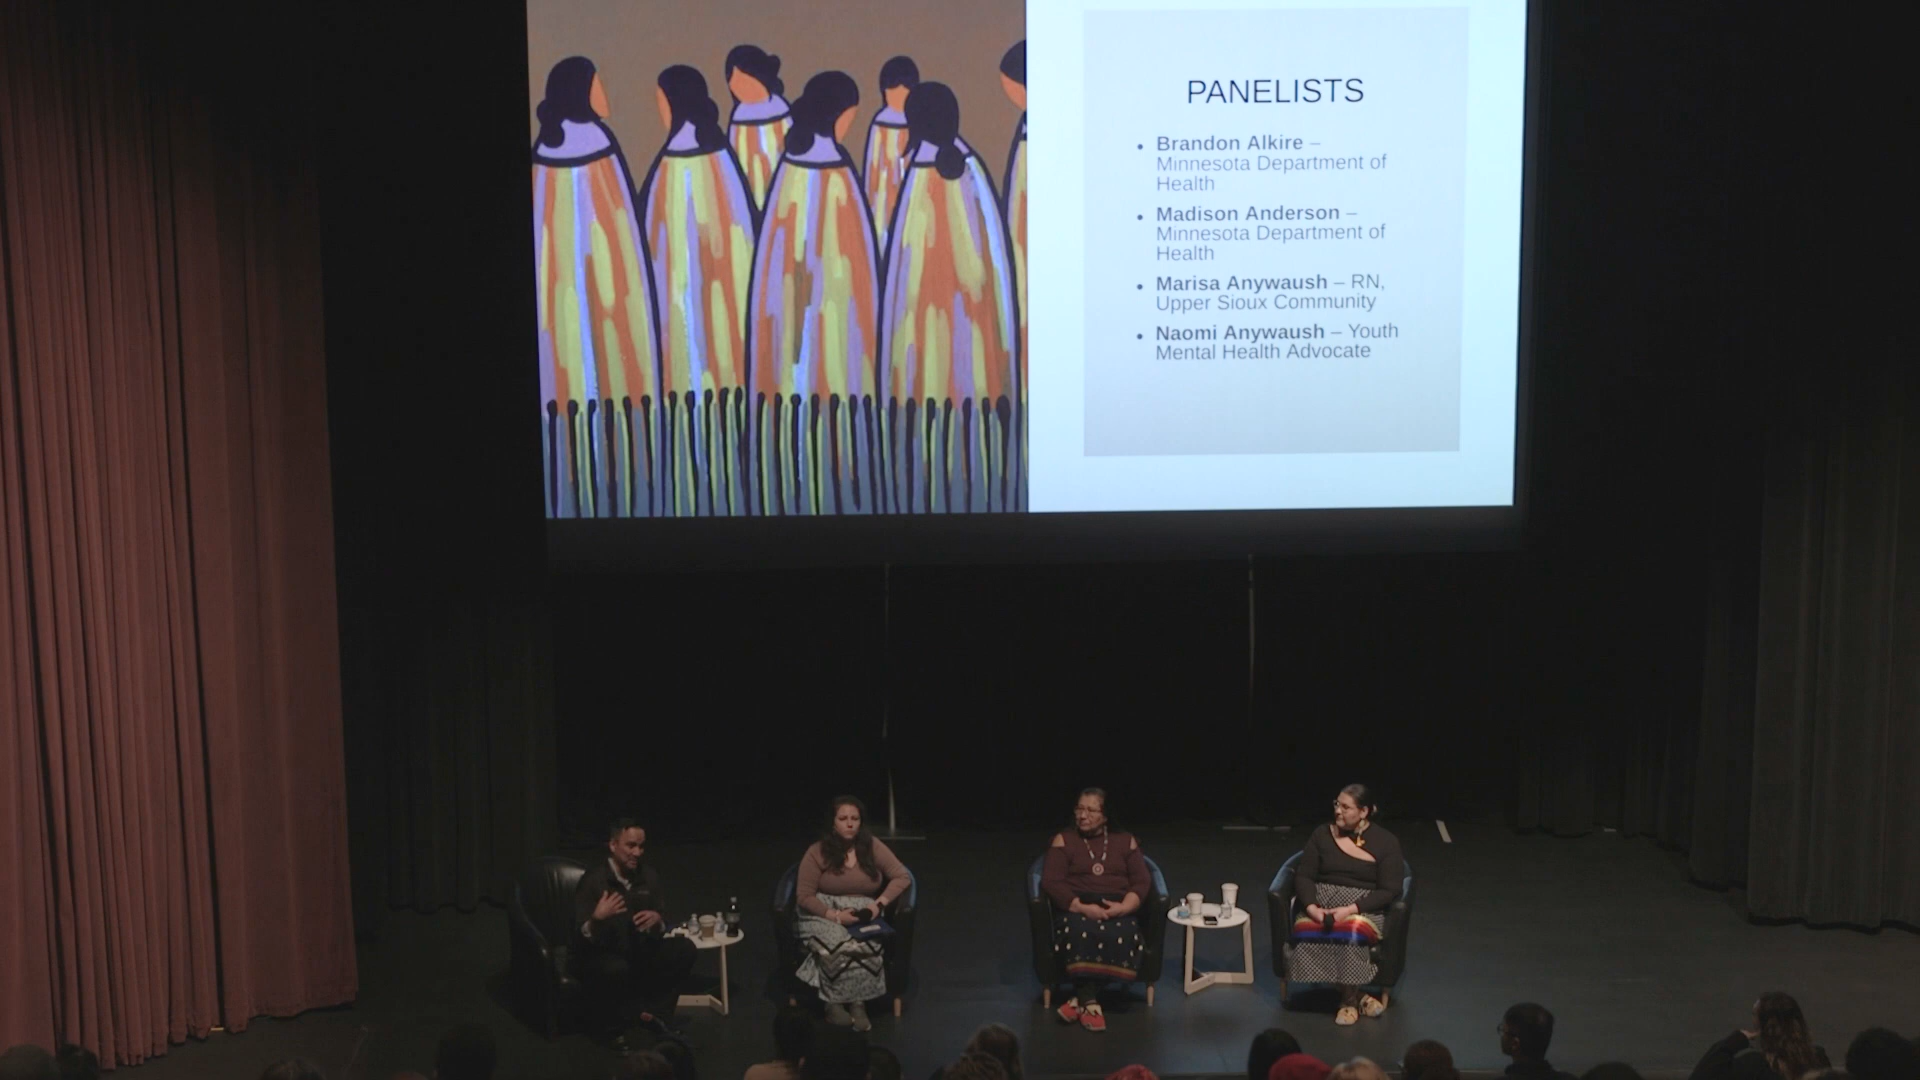 PANELISTS
• Brandon Alkire –
Minnesota Department of
Health
• Madison Anderson –
Minnesota Department of
Health
• Marisa Anywaush – RN,
Upper Sioux Community
• Naomi Anywaush – Youth
Mental Health Advocate